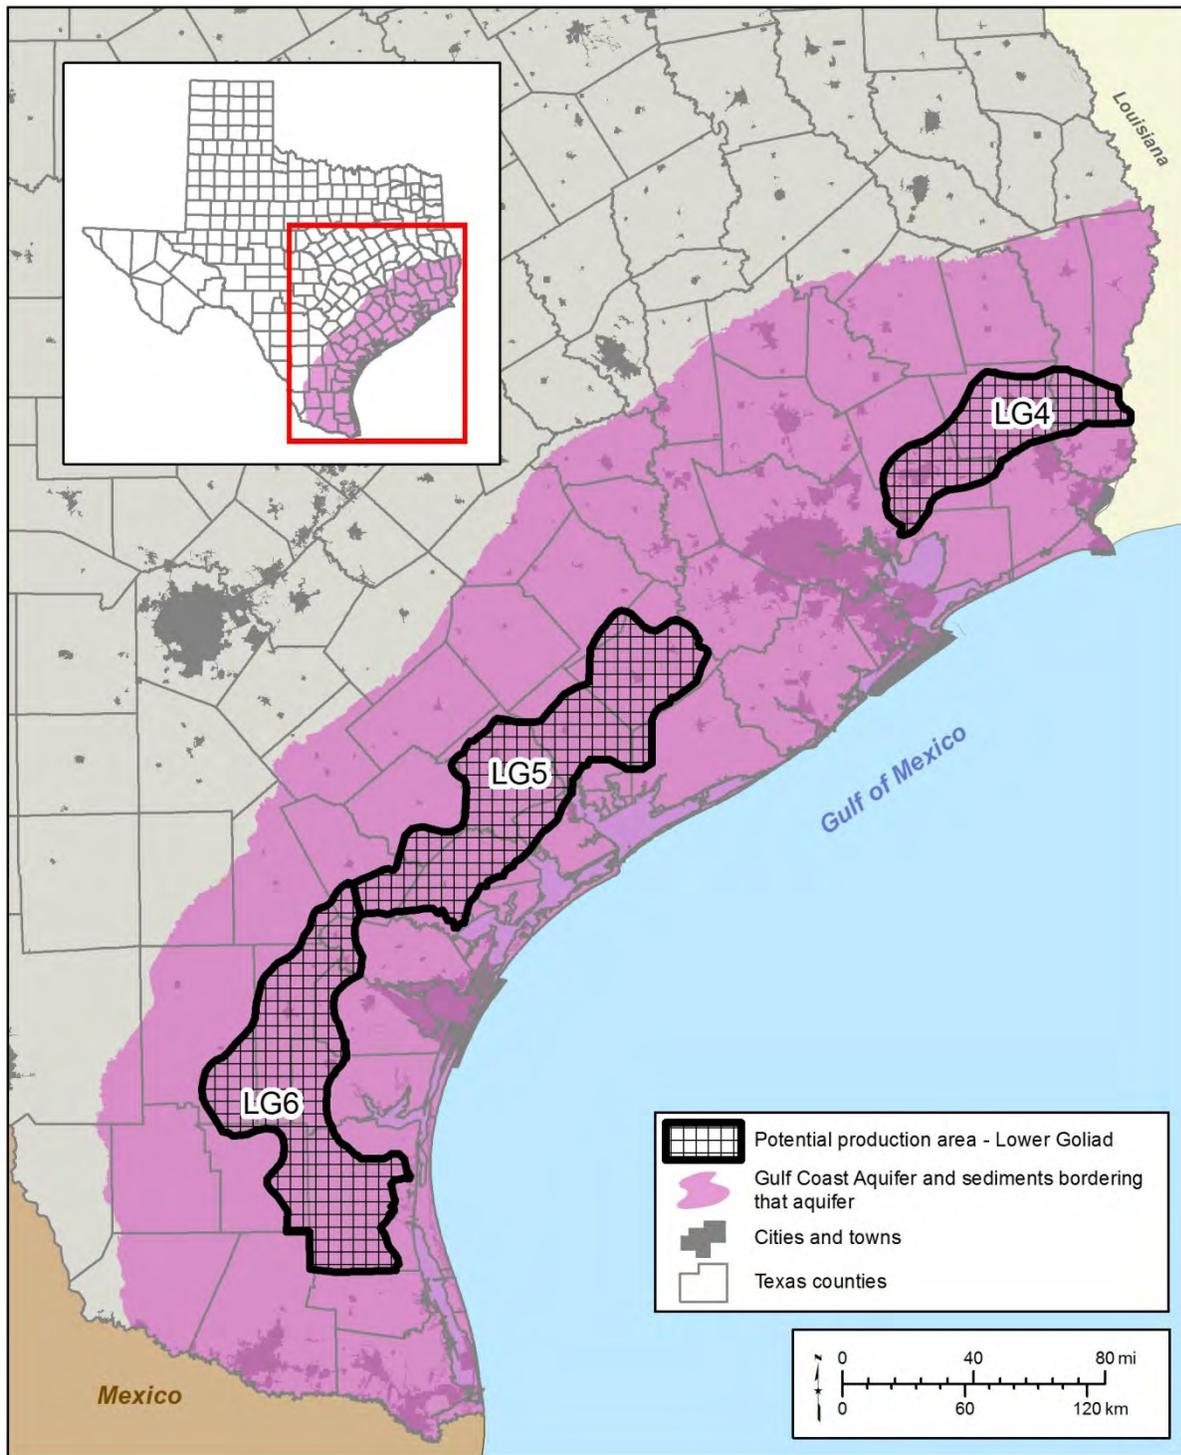 Louisiana
LG4
LG5
Gulf of Mexico
LG6
Potential production area - Lower Goliad
Gulf Coast Aquifer and sediments bordering
that aquifer
Cities and towns
Texas counties
Mexico
N
0 40 80 mi
0 60 120 km